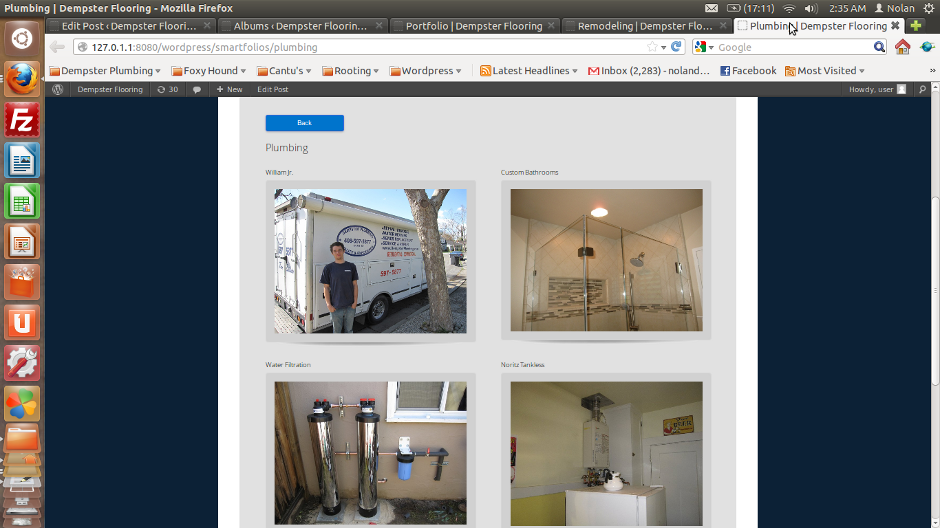 Plumbing | Dempster Flooring - Mozilla Firefox
(17:11) 2:35 AM Nolan
Edit Post ‹ Dempster Floori... Albums ‹ Dempster Floorin... Portfolio | Dempster Flooring Remodeling | Dempster Flo... Plumbing | Dempster Flooring
127.0.1.1:8080/wordpress/smartfolios/plumbing Google
Dempster Plumbing Foxy Hound Cantu's Rooting Wordpress Latest Headlines Inbox (2,283) - noland... Facebook Most Visited »
Dempster Flooring 30 + New Edit Post Howdy, user
Back
Plumbing
William Jr. Custom Bathrooms
Water Filtration Noritz Tankless